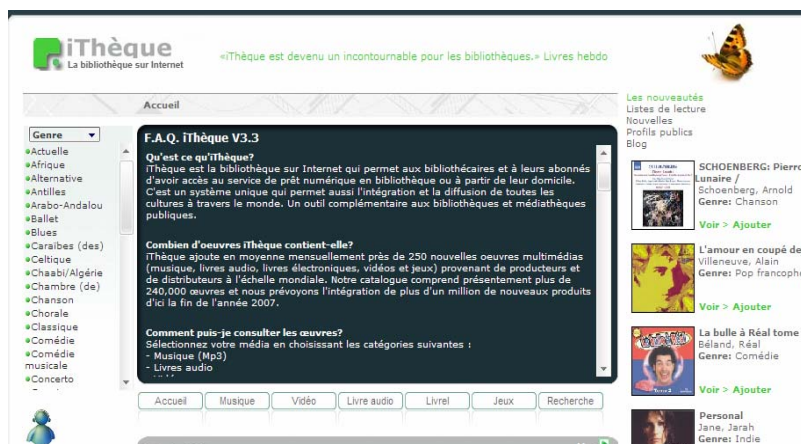 iThèque
La bibliothèque sur Internet
«iThèque est devenu un incontournable pour les bibliothèques.» Livres hebdo
Accueil
Genre
Actuelle
Afrique
Alternative
Antilles
Arabo-Andalou
Ballet
Blues
Caraïbes (des)
Celtique
Chaabi/Algérie
Chambre (de)
Chanson
Chorale
Classique
Comédie
Comédie
musicale
Concerto
F.A.Q. iThèque V3.3
Qu'est ce qu'iThèque?
iThèque est la bibliothèque sur Internet qui permet aux bibliothécaires et à leurs abonnés
d'avoir accès au service de prêt numérique en bibliothèque ou à partir de leur domicile.
C'est un système unique qui permet aussi l'intégration et la diffusion de toutes les
cultures à travers le monde. Un outil complémentaire aux bibliothèques et médiathèques
publiques.
Combien d'oeuvres iThèque contient-elle?
iThèque ajoute en moyenne mensuellement près de 250 nouvelles oeuvres multimédias
(musique, livres audio, livres électroniques, vidéos et jeux) provenant de producteurs et
de distributeurs à l'échelle mondiale. Notre catalogue comprend présentement plus de
240,000 œuvres et nous prévoyons l'intégration de plus d'un million de nouveaux produits
d'ici la fin de l'année 2007.
Comment puis-je consulter les œuvres?
Sélectionnez votre média en choisissant les catégories suivantes :
- Musique (Mp3)
- Livres audio
Accueil
Musique
Vidéo
Livre audio
Livrel
Jeux
Recherche
Les nouveautés
Listes de lecture
Nouvelles
Profils publics
Blog
SCHOENBERG: Pierro
Lunaire /
Schoenberg, Arnold
Genre: Chanson
Voir > Ajouter
L'amour en coupé de
Villeneuve, Alain
Genre: Pop francopho
Voir > Ajouter
La bulle à Réal tome
Béland, Réal
Genre: Comédie
Voir > Ajouter
Personal
Jane, Jarah
Genre: Indie